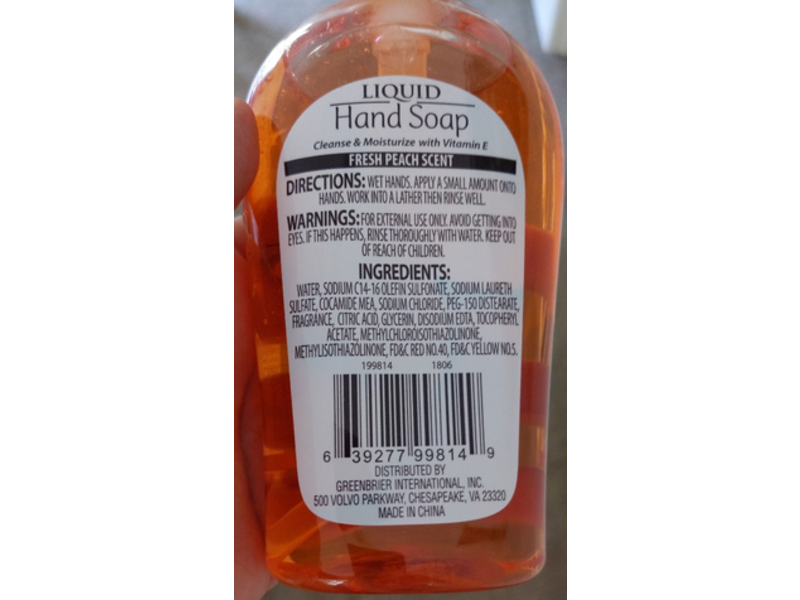 LIQUID
Hand Soap
Cleanse & Moisturize with Vitamin E
FRESH PEACH SCENT
DIRECTIONS: WET HANDS. APPLY A SMALL AMOUNT ONTO
HANDS. WORK INTO A LATHER THEN RINSE WELL.
WARNINGS: FOR EXTERNAL USE ONLY. AVOID GETTING INTO
EYES. IF THIS HAPPENS, RINSE THOROUGHLY WITH WATER. KEEP OUT
OF REACH OF CHILDREN.
INGREDIENTS:
WATER, SODIUM C14-16 OLEFIN SULFONATE, SODIUM LAURETH
SULFATE, COCAMIDE MEA, SODIUM CHLORIDE, PEG-150 DISTEARATE,
FRAGRANCE, CITRIC ACID, GLYCERIN, DISODIUM EDTA, TOCOPHERYL
ACETATE, METHYLCHLOROISOTHIAZOLINONE,
METHYLISOTHIAZOLINONE, FD&C RED NO.40, FD&C YELLOW NO.5.
199814 1806
6 39277 99814 9
DISTRIBUTED BY
GREENBRIER INTERNATIONAL, INC.
500 VOLVO PARKWAY, CHESAPEAKE, VA 23320
MADE IN CHINA